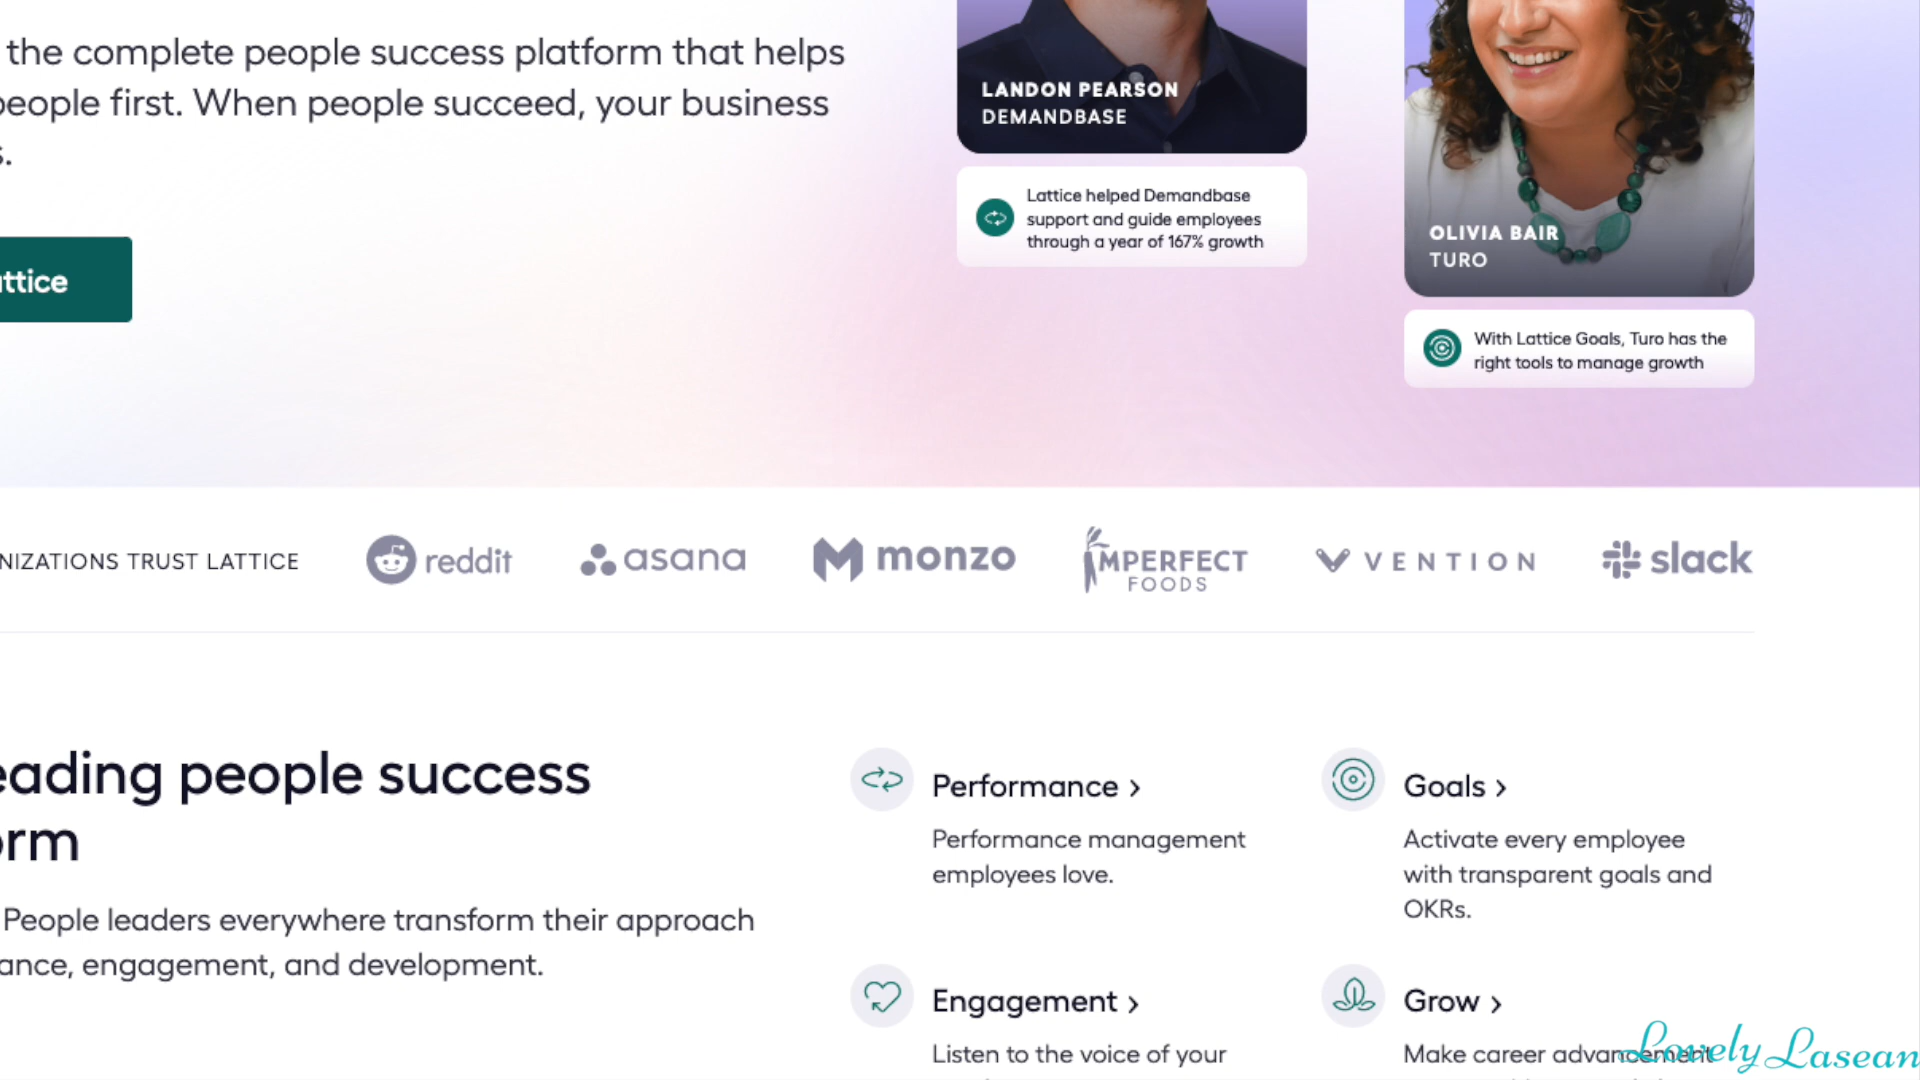 the complete people success platform that helps
people first. When people succeed, your business
s.
attice
LANDON PEARSON
DEMANDBASE
Lattice helped Demandbase
support and guide employees
through a year of 167% growth
OLIVIA BAIR
TURO
With Lattice Goals, Turo has the
right tools to manage growth
NIZATIONS TRUST LATTICE
reddit
asana
monzo
IMPERFECT
FOODS
VENTION
slack
eading people success
orm
People leaders everywhere transform their approach
ance, engagement, and development.
Performance
Performance management
employees love.
Goals
Activate every employee
with transparent goals and
OKRs.
Engagement
Listen to the voice of your
Grow
Make career advancement
Lovely Lasean